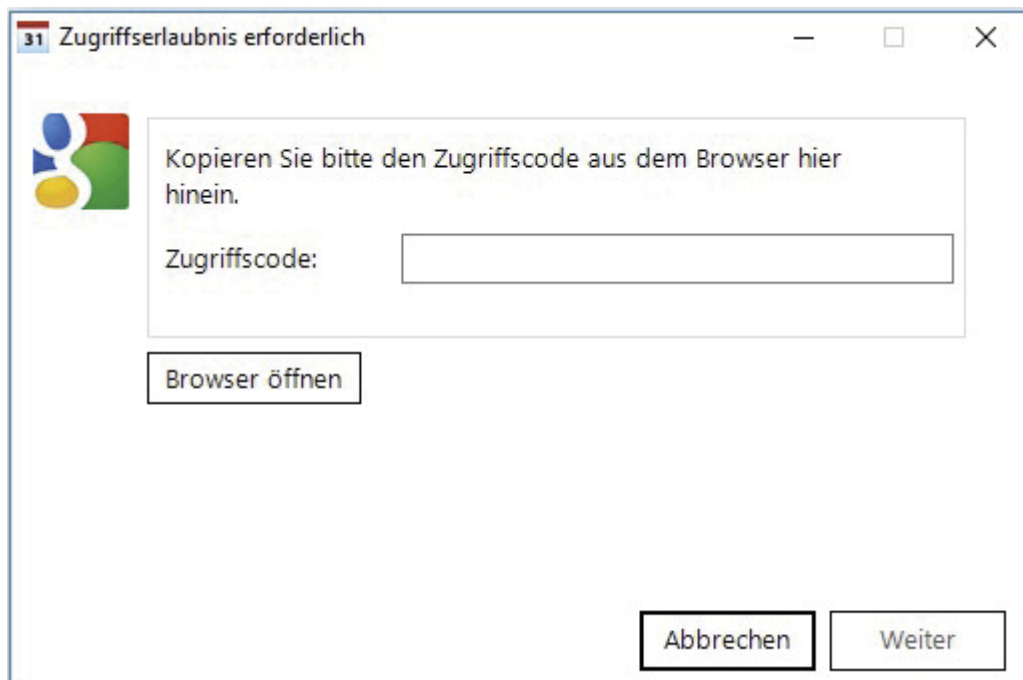 31 Zugriffserlaubnis erforderlich
Kopieren Sie bitte den Zugriffscode aus dem Browser hier
hinein.
Zugriffscode:
Browser öffnen
Abbrechen Weiter